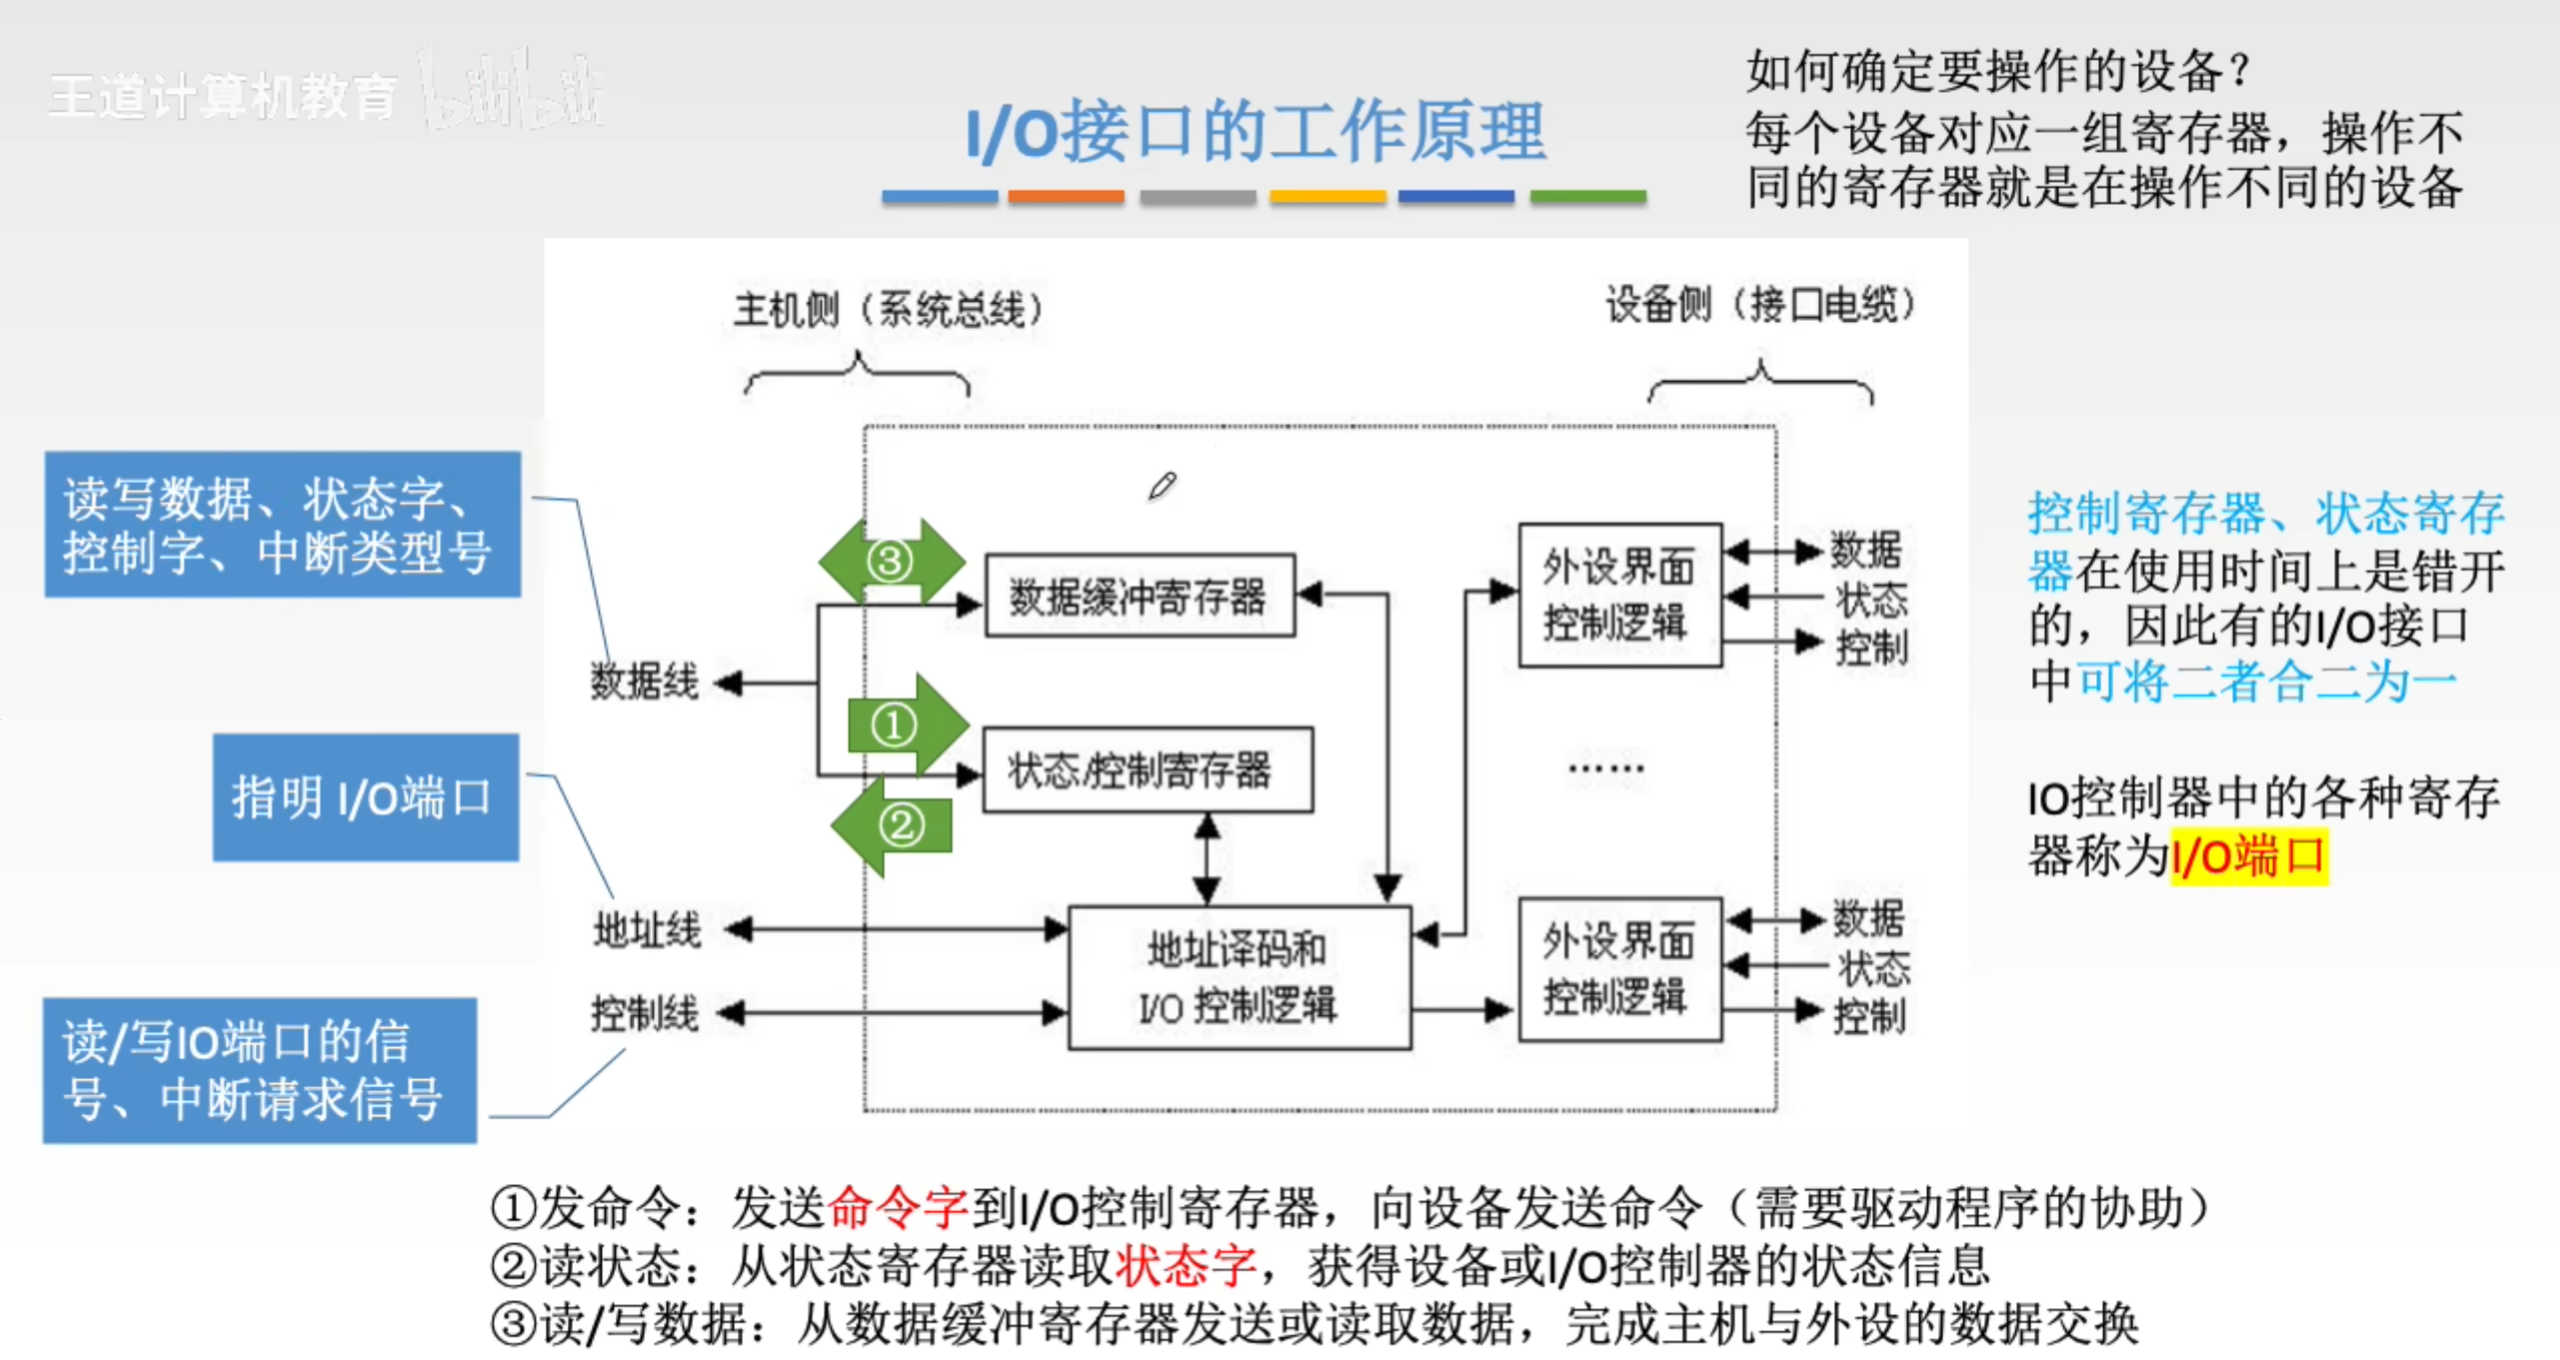 王道计算机教育 bilibili
I/O接口的工作原理
如何确定要操作的设备？
每个设备对应一组寄存器，操作不
同的寄存器就是在操作不同的设备
主机侧（系统总线）
设备侧（接口电缆）
读写数据、状态字、
控制字、中断类型号
指明 I/O端口
读/写IO端口的信
号、中断请求信号
数据线
地址线
控制线
③
①
②
数据缓冲寄存器
状态/控制寄存器
地址译码和
I/O 控制逻辑
外设界面
控制逻辑
数据
状态
控制
……
外设界面
控制逻辑
数据
状态
控制
控制寄存器、状态寄存
器在使用时间上是错开
的，因此有的I/O接口
中可将二者合二为一
IO控制器中的各种寄存
器称为I/O端口
①发命令：发送命令字到I/O控制寄存器，向设备发送命令（需要驱动程序的协助）
②读状态：从状态寄存器读取状态字，获得设备或I/O控制器的状态信息
③读/写数据：从数据缓冲寄存器发送或读取数据，完成主机与外设的数据交换